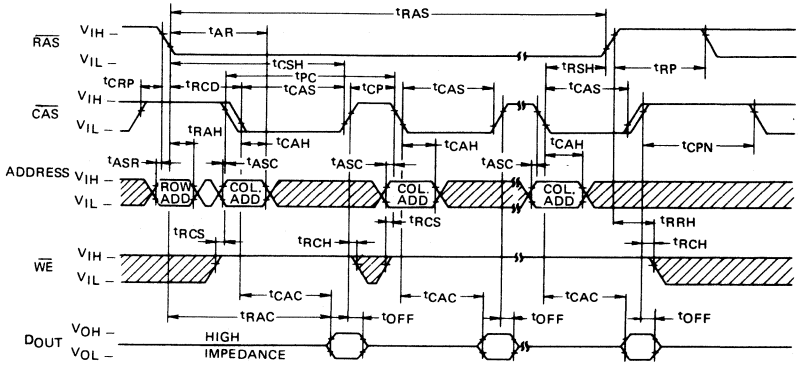 tRAS
tAR
RAS VIH
VIL
tCSH
tRSH
tRP
tPC
tCRP tRCD tCAS tCP tCAS tCAS
CAS VIH
VIL
tRAH tCAH tCAH tCAH tCPN
tASR tASC tASC tASC
ADDRESS VIH
VIL
ROW ADD COL. ADD COL. ADD COL. ADD
tRCS tRCH tRCS tRRH
tRCH
WE VIH
VIL
tCAC tCAC tCAC
tRAC tOFF tOFF tOFF
DOUT VOH
VOL
HIGH
IMPEDANCE